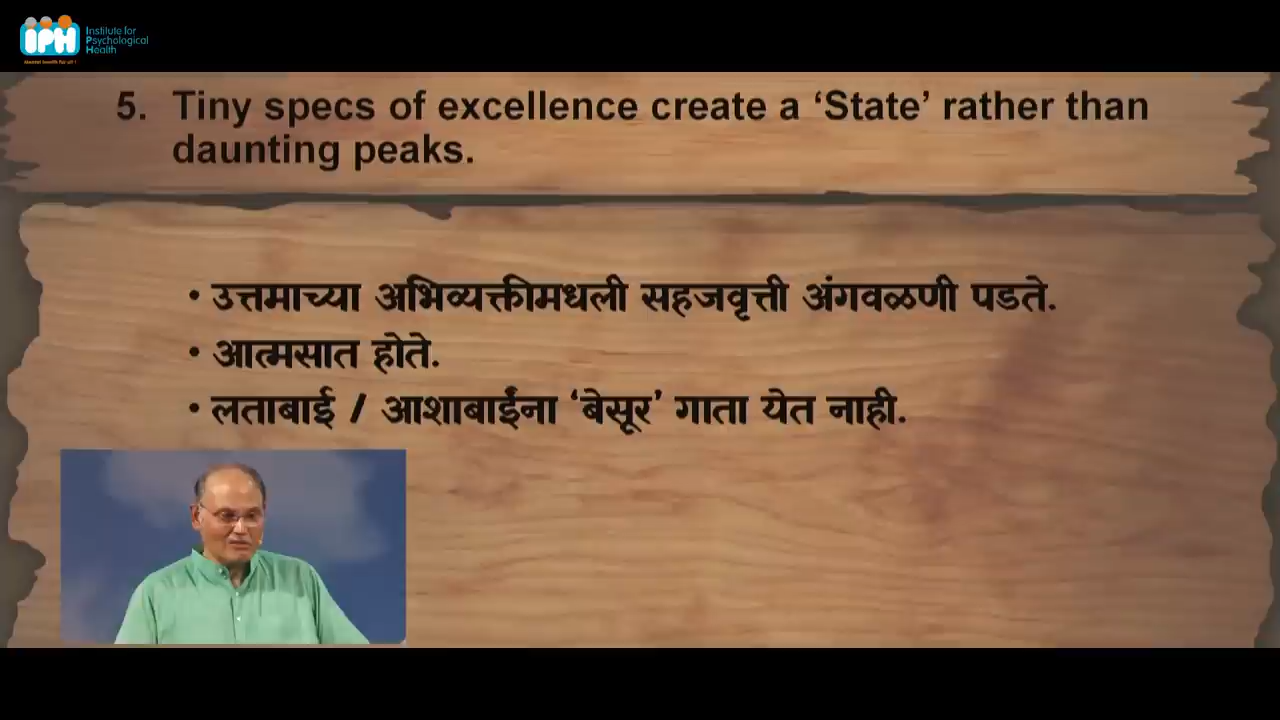 iPH
Institute for
Psychological
Health
5. Tiny specs of excellence create a ‘State’ rather than
daunting peaks.
• उत्तमाच्या अभिव्यक्तीमधली सहजवृत्ती अंगवळणी पडते.
• आत्मसात होते.
• लताबाई / आशाबाईंना ‘बेसूर’ गाता येत नाही.